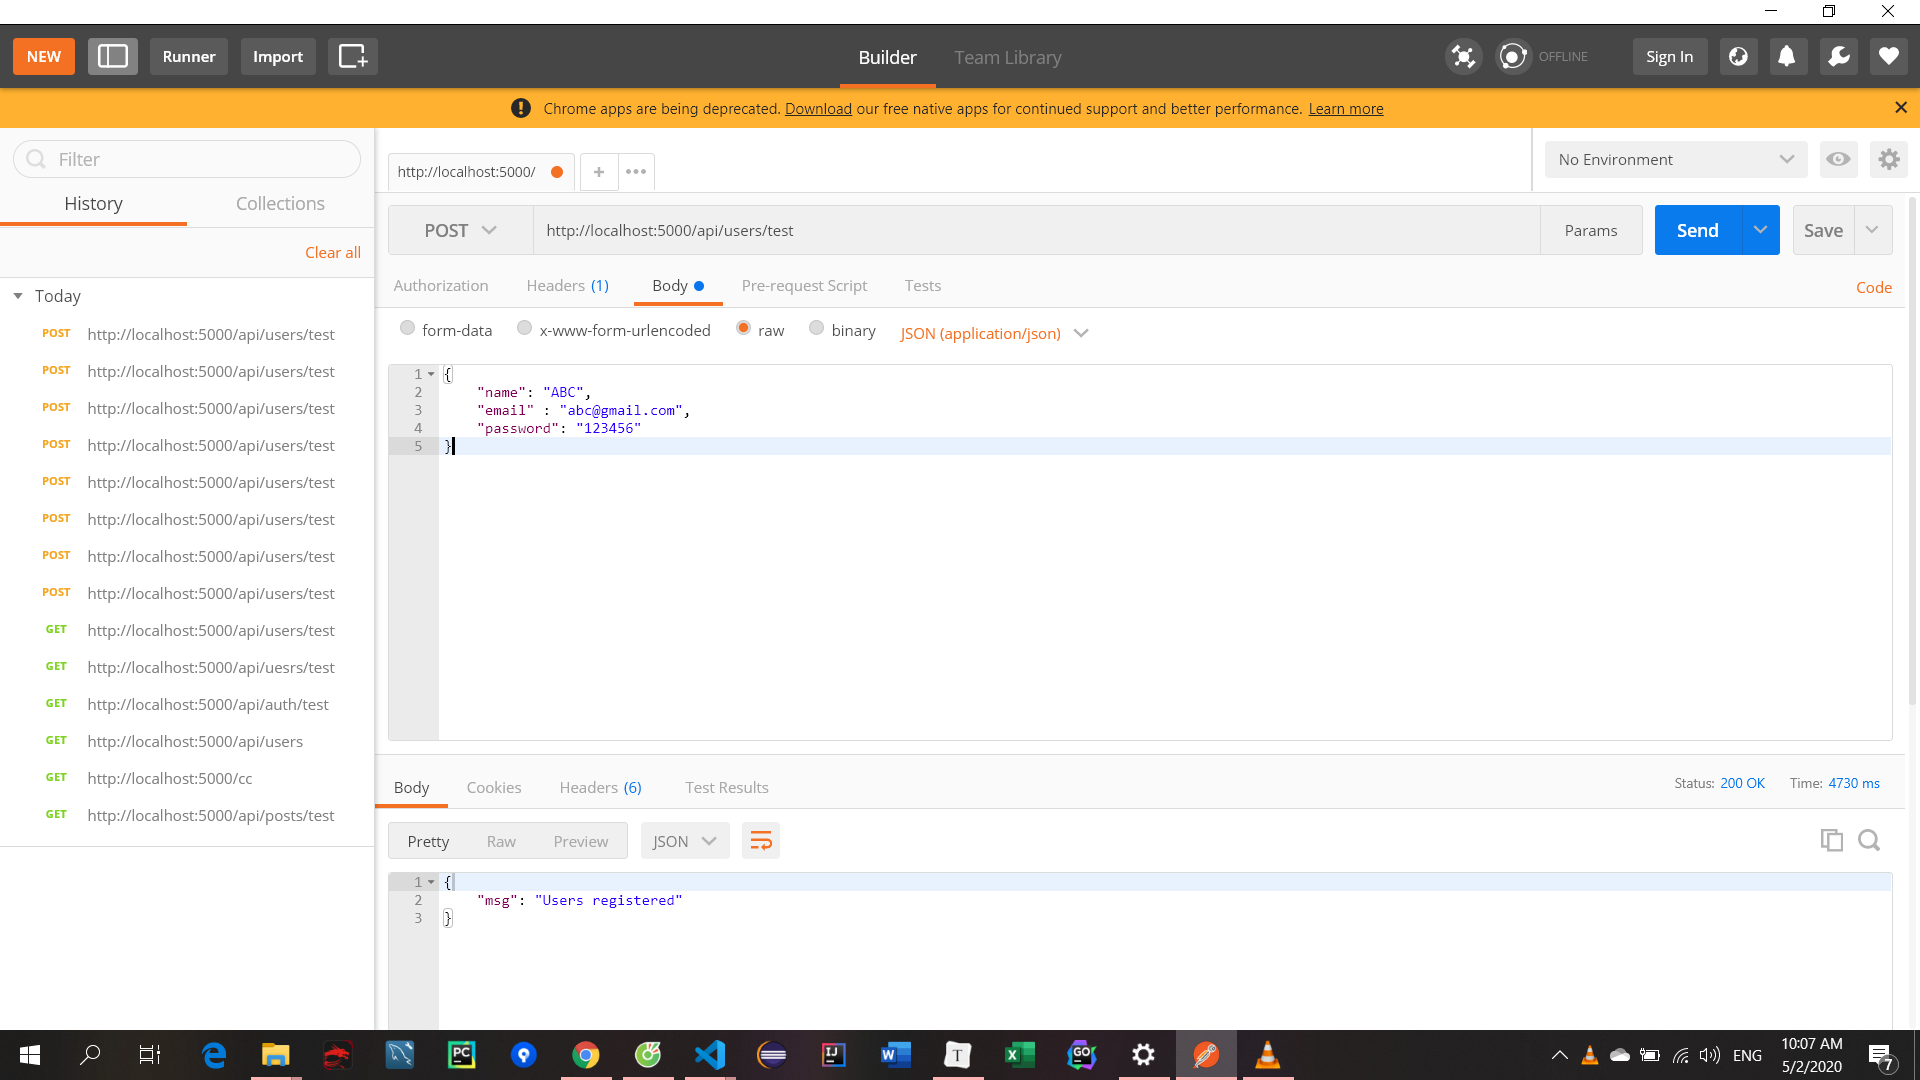 NEW
Runner
Import
Builder
Team Library
OFFLINE
Sign In
Chrome apps are being deprecated. Download our free native apps for continued support and better performance. Learn more
Filter
History
Collections
Clear all
Today
POST http://localhost:5000/api/users/test
POST http://localhost:5000/api/users/test
POST http://localhost:5000/api/users/test
POST http://localhost:5000/api/users/test
POST http://localhost:5000/api/users/test
POST http://localhost:5000/api/users/test
POST http://localhost:5000/api/users/test
POST http://localhost:5000/api/users/test
GET http://localhost:5000/api/users/test
GET http://localhost:5000/api/uesrs/test
GET http://localhost:5000/api/auth/test
GET http://localhost:5000/api/users
GET http://localhost:5000/cc
GET http://localhost:5000/api/posts/test
http://localhost:5000/
No Environment
POST
http://localhost:5000/api/users/test
Params
Send
Save
Authorization
Headers (1)
Body
Pre-request Script
Tests
Code
form-data
x-www-form-urlencoded
raw
binary
JSON (application/json)
1 {
2 "name": "ABC",
3 "email" : "abc@gmail.com",
4 "password": "123456"
5 }
Body
Cookies
Headers (6)
Test Results
Status: 200 OK
Time: 4730 ms
Pretty
Raw
Preview
JSON
1 {
2 "msg": "Users registered"
3 }
PC
IJ
W
T
X
GO
ENG
10:07 AM
5/2/2020
7